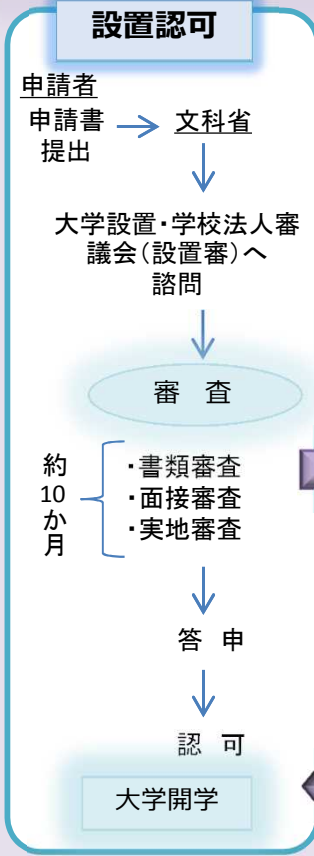 設置認可
申請者
申請書
提出
文科省
大学設置・学校法人審
議会(設置審)へ
諮問
審 査
約10か月
・書類審査
・面接審査
・実地審査
答 申
認 可
大学開学